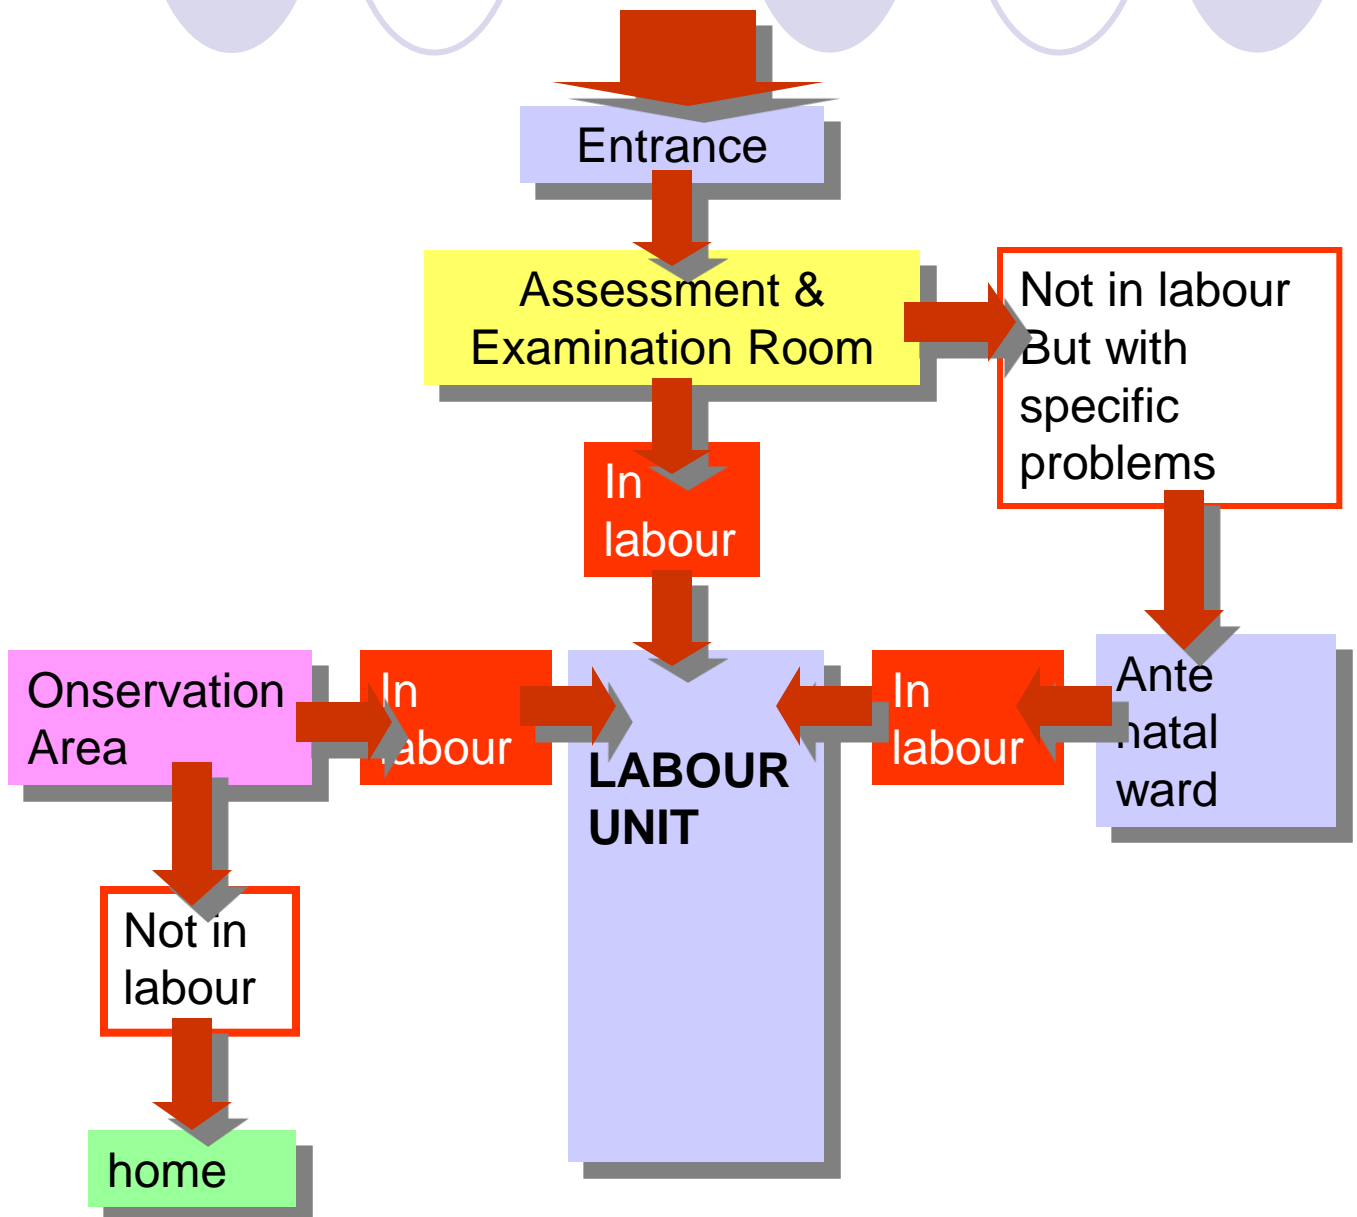 Entrance
Assessment &
Examination Room
Not in labour
But with
specific
problems
In
labour
Onservation
Area
In
labour
LABOUR
UNIT
In
labour
Ante
natal
ward
Not in
labour
home